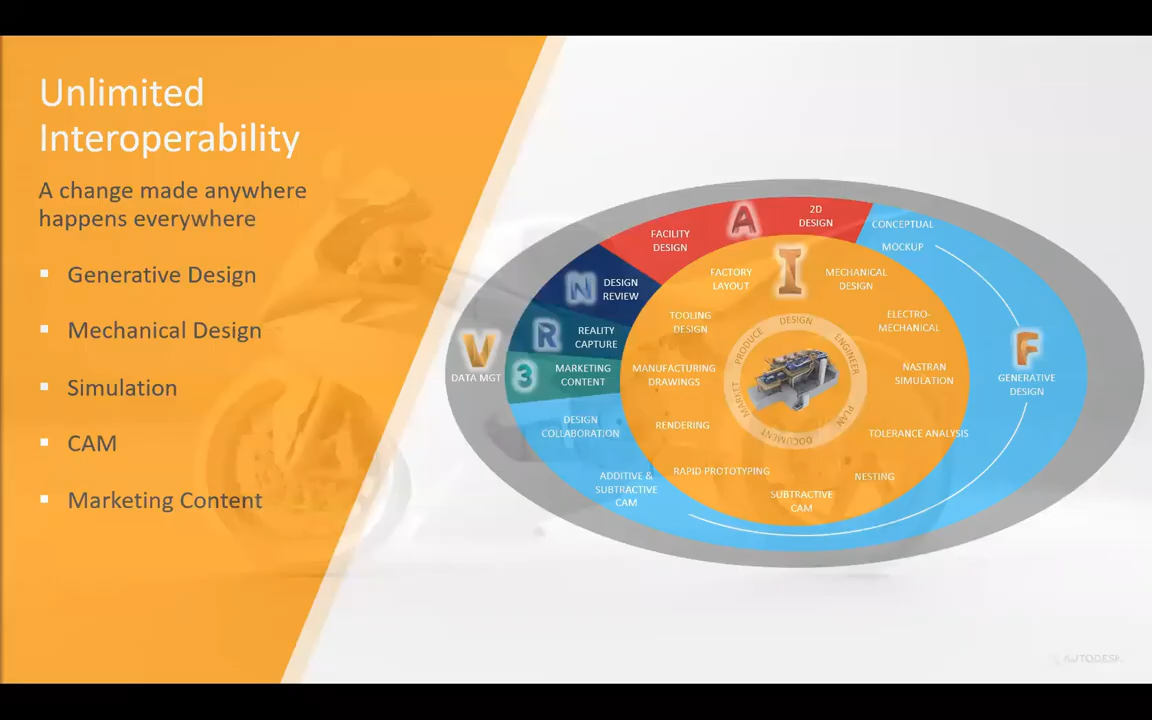 Unlimited
Interoperability
A change made anywhere
happens everywhere
Generative Design
Mechanical Design
Simulation
CAM
Marketing Content
A
2D
DESIGN
FACILITY
DESIGN
CONCEPTUAL
MOCKUP
N
DESIGN
REVIEW
I
FACTORY
LAYOUT
MECHANICAL
DESIGN
TOOLING
DESIGN
ELECTRO-
MECHANICAL
R
REALITY
CAPTURE
V
DATA MGT
3
MARKETING
CONTENT
MANUFACTURING
DRAWINGS
DESIGN
ENGINEER
PLAN
DOCUMENT
MARKET
PRODUCE
NASTRAN
SIMULATION
F
GENERATIVE
DESIGN
DESIGN
COLLABORATION
RENDERING
TOLERANCE ANALYSIS
ADDITIVE &
SUBTRACTIVE
CAM
RAPID PROTOTYPING
NESTING
SUBTRACTIVE
CAM
AUTODESK.